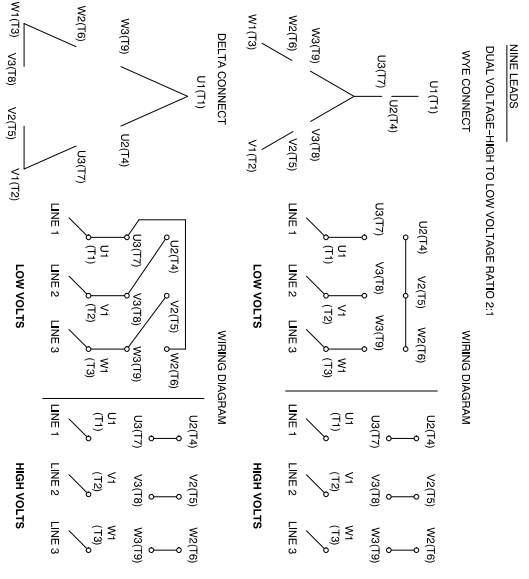 NINE LEADS
DUAL VOLTAGE-HIGH TO LOW VOLTAGE RATIO 2:1
WYE CONNECT
WIRING DIAGRAM
U1(T1)
U2(T4)
U3(T7)
W3(T9) V3(T8)
W2(T6) V2(T5)
W1(T3) V1(T2)
U2(T4) V2(T5) W2(T6)
U3(T7) V3(T8) W3(T9)
U1 V1 W1
(T1) (T2) (T3)
LINE 1 LINE 2 LINE 3
LOW VOLTS
U2(T4) V2(T5) W2(T6)
U3(T7) V3(T8) W3(T9)
U1 V1 W1
(T1) (T2) (T3)
LINE 1 LINE 2 LINE 3
HIGH VOLTS
DELTA CONNECT
WIRING DIAGRAM
U1(T1)
W3(T9) U2(T4)
W2(T6) U3(T7)
W1(T3) V3(T8) V2(T5) V1(T2)
U2(T4) V2(T5) W2(T6)
U3(T7) V3(T8) W3(T9)
U1 V1 W1
(T1) (T2) (T3)
LINE 1 LINE 2 LINE 3
LOW VOLTS
U2(T4) V2(T5) W2(T6)
U3(T7) V3(T8) W3(T9)
U1 V1 W1
(T1) (T2) (T3)
LINE 1 LINE 2 LINE 3
HIGH VOLTS